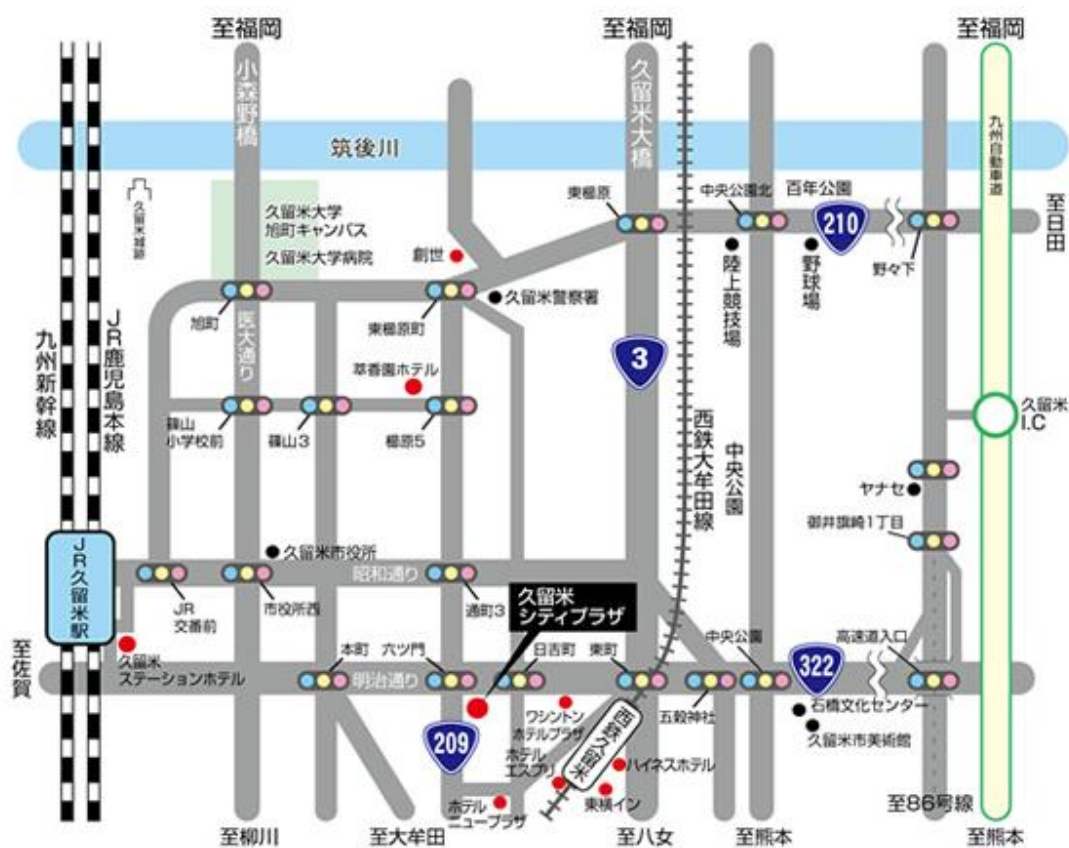 至福岡
至福岡
至福岡
小森野橋
久留米大橋
九州自動車道
筑後川
久留米城跡
久留米大学
旭町キャンパス
久留米大学病院
創世
東櫛原
中央公園北
百年公園
210
至日田
旭町
医大通り
東櫛原町
久留米警察署
陸上競技場
野球場
野々下
九州新幹線
JR鹿児島本線
3
萃香園ホテル
篠山
小学校前
篠山3
櫛原5
西鉄大牟田線
中央公園
久留米
I.C
ヤナセ
御井旗崎1丁目
JR久留米駅
久留米市役所
昭和通り
JR
交番前
市役所西
通町3
久留米
シティプラザ
至佐賀
久留米
ステーションホテル
本町
六ツ門
日吉町
東町
中央公園
高速道入口
明治通り
322
五穀神社
石橋文化センター
久留米市美術館
209
ワシントン
ホテルプラザ
ホテル
エスプリ
西鉄久留米
ハイネスホテル
東横イン
ホテル
ニュープラザ
至86号線
至柳川
至大牟田
至八女
至熊本
至熊本